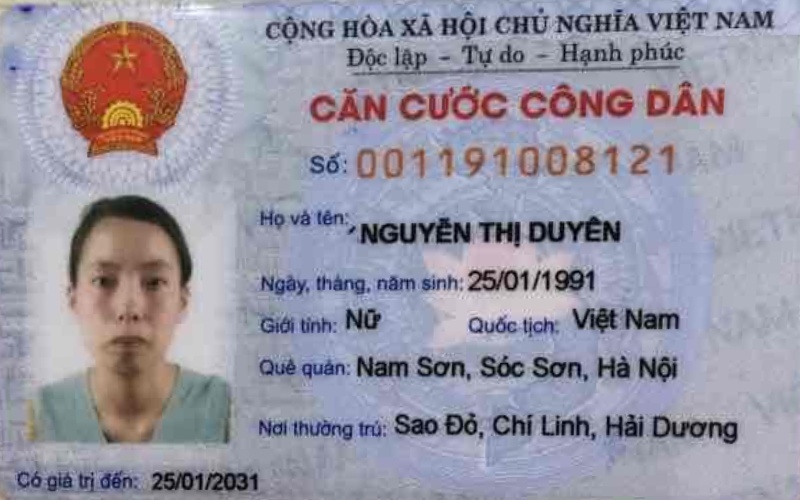 CỘNG HÒA XÃ HỘI CHỦ NGHĨA VIỆT NAM
Độc lập - Tự do - Hạnh phúc
CĂN CƯỚC CÔNG DÂN
Số: 001191008121
Họ và tên: NGUYỄN THỊ DUYÊN
Ngày, tháng, năm sinh: 25/01/1991
Giới tính: Nữ Quốc tịch: Việt Nam
Quê quán: Nam Sơn, Sóc Sơn, Hà Nội
Nơi thường trú: Sao Đỏ, Chí Linh, Hải Dương
Có giá trị đến: 25/01/2031